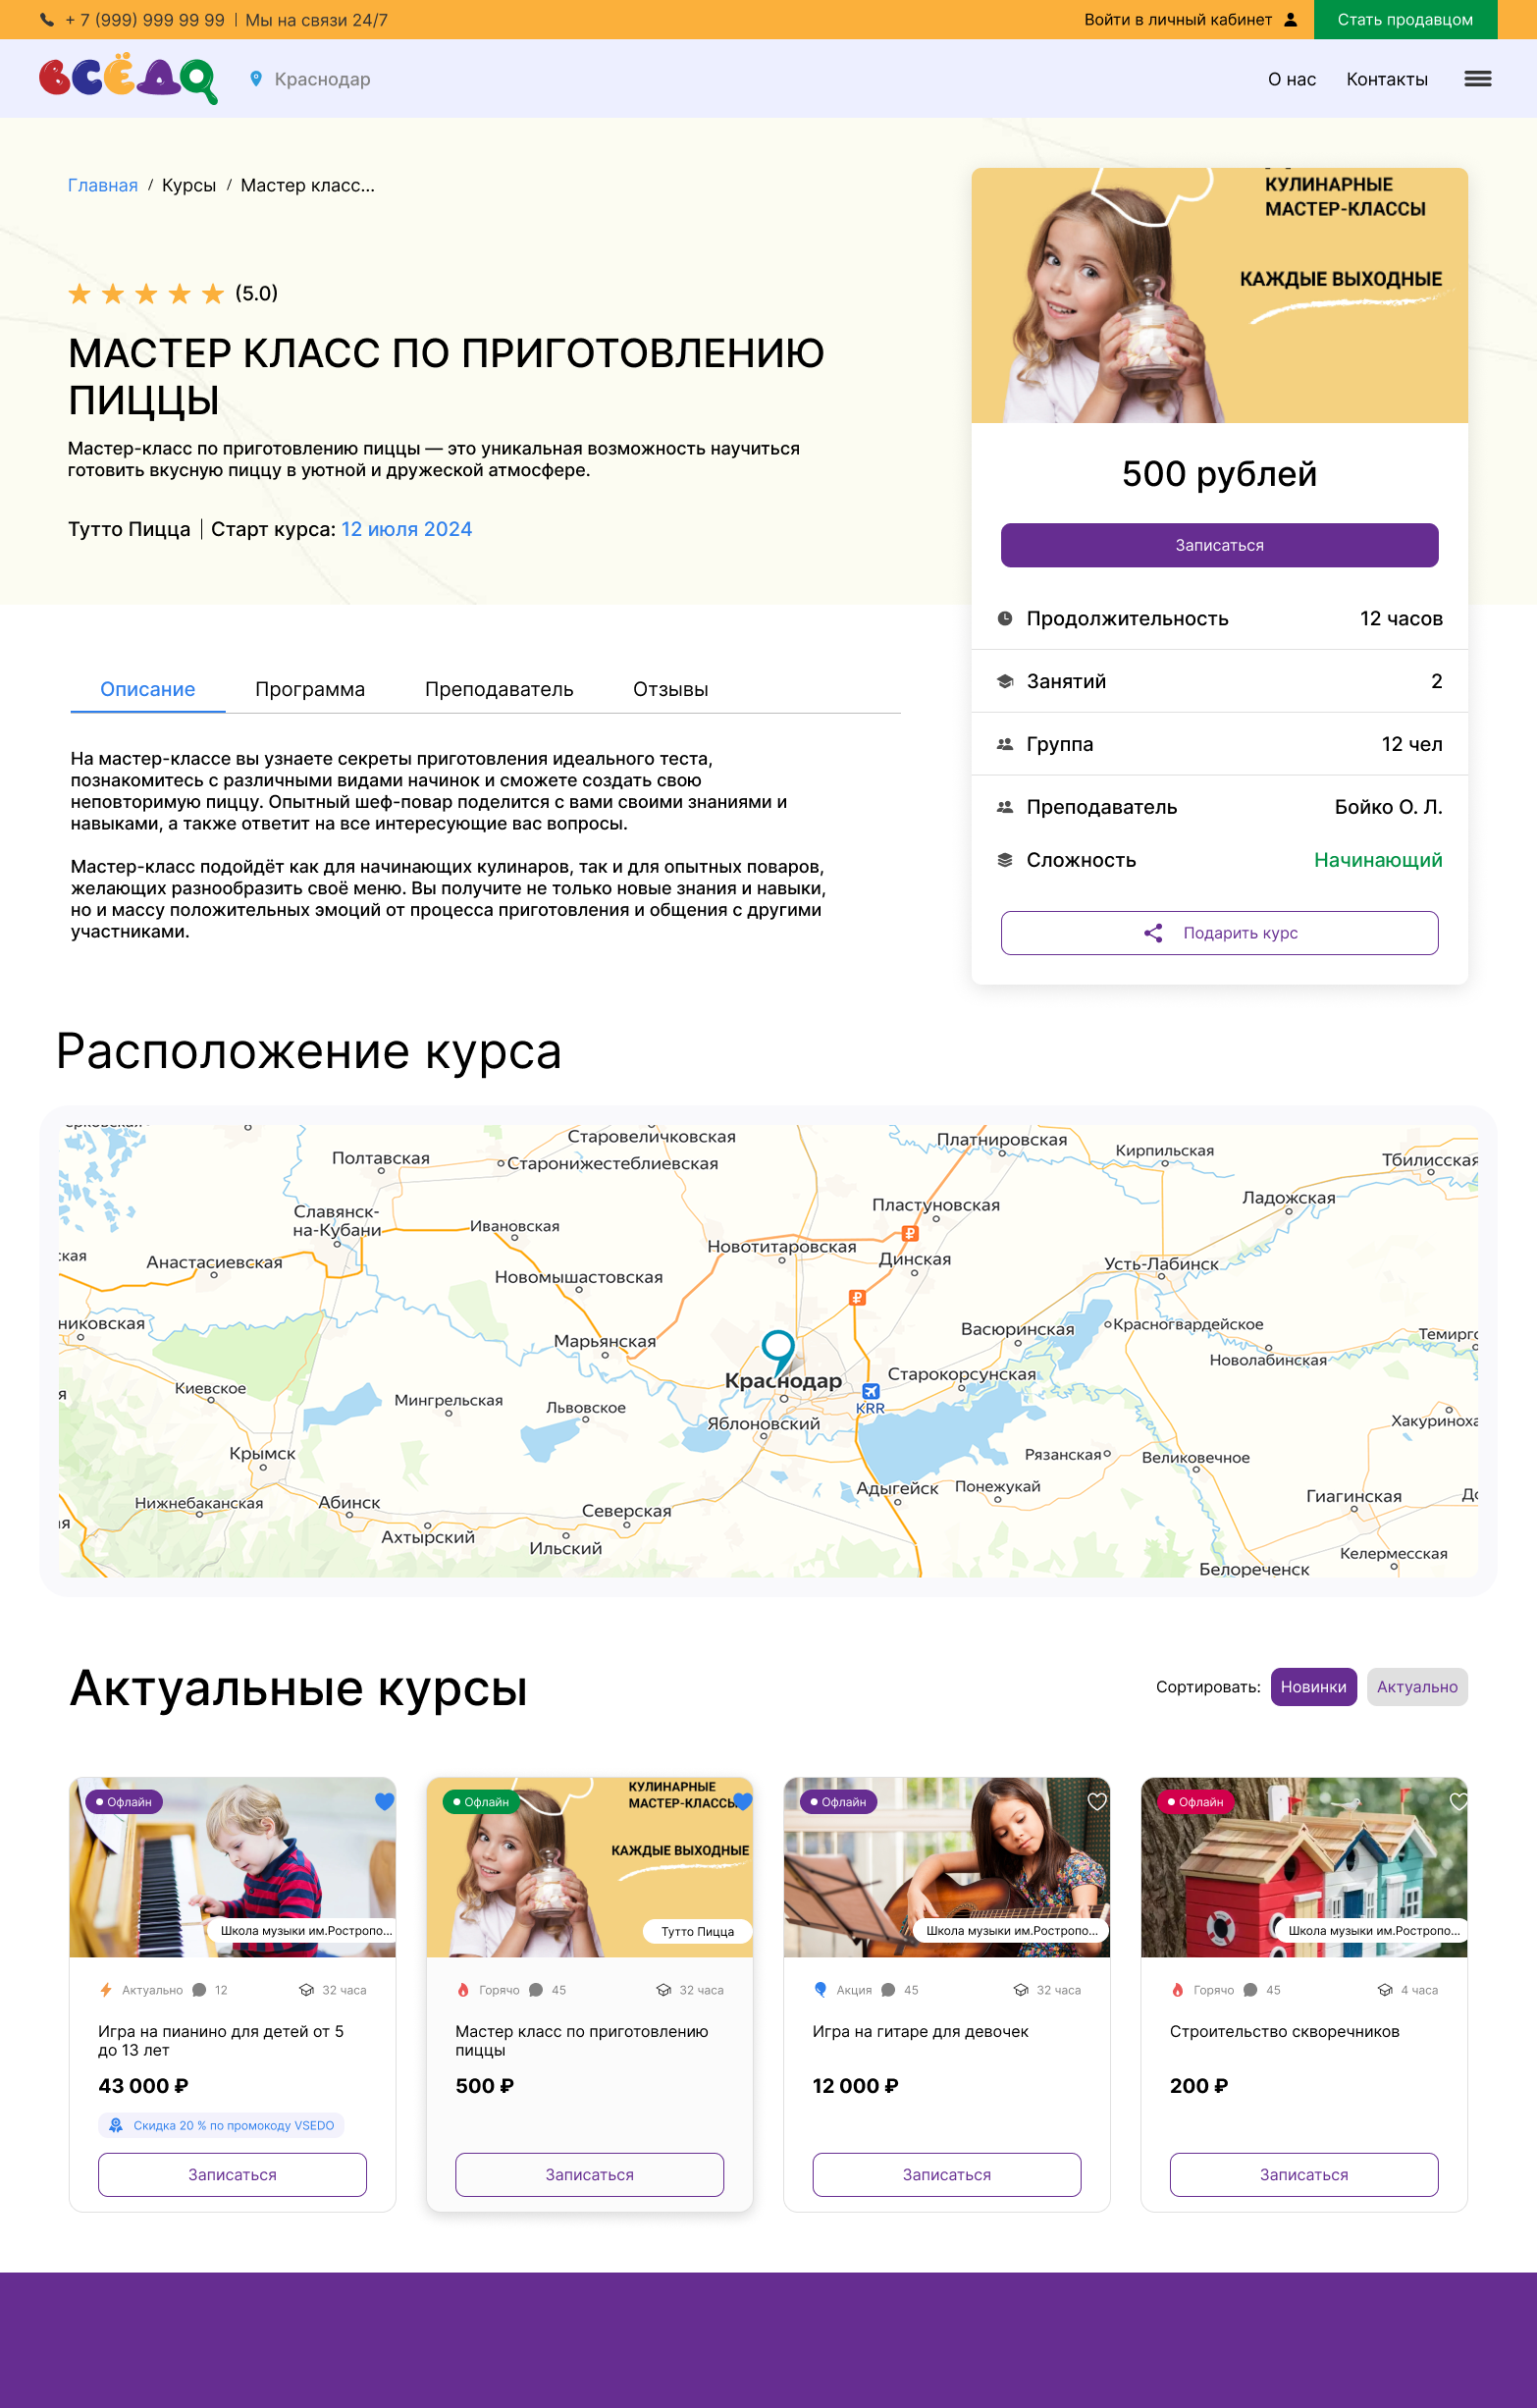 + 7 (999) 999 99 99 | Мы на связи 24/7
Войти в личный кабинет
Стать продавцом
ВСЁДО
Краснодар
О нас
Контакты
Главная / Курсы / Мастер класс...
(5.0)
МАСТЕР КЛАСС ПО ПРИГОТОВЛЕНИЮ
ПИЦЦЫ
Мастер-класс по приготовлению пиццы — это уникальная возможность научиться
готовить вкусную пиццу в уютной и дружеской атмосфере.
Тутто Пицца | Старт курса: 12 июля 2024
КУЛИНАРНЫЕ
МАСТЕР-КЛАССЫ
КАЖДЫЕ ВЫХОДНЫЕ
500 рублей
Записаться
Продолжительность 12 часов
Занятий 2
Группа 12 чел
Преподаватель Бойко О. Л.
Сложность Начинающий
Подарить курс
Описание
Программа
Преподаватель
Отзывы
На мастер-классе вы узнаете секреты приготовления идеального теста,
познакомитесь с различными видами начинок и сможете создать свою
неповторимую пиццу. Опытный шеф-повар поделится с вами своими знаниями и
навыками, а также ответит на все интересующие вас вопросы.
Мастер-класс подойдёт как для начинающих кулинаров, так и для опытных поваров,
желающих разнообразить своё меню. Вы получите не только новые знания и навыки,
но и массу положительных эмоций от процесса приготовления и общения с другими
участниками.
Расположение курса
Старовеличковская
Платнировская
Кирпильская
Полтавская
Старонижестеблиевская
Тбилисская
Славянск-
на-Кубани
Ивановская
Пластуновская
Ладожская
Новотитаровская
Динская
ская
Анастасиевская
Усть-Лабинск
Новомышастовская
никовская
Марьянская
Васюринская
Красногвардейское
Темирго
Новолабинская
Краснодар
Старокорсунская
я
Киевское
Мингрельская
Львовское
KRR
Яблоновский
Хакуриноха
Крымск
Рязанская
Великовечное
Адыгейск
Понежукай
Гиагинская
До
Нижнебаканская
Абинск
Северская
ая
Ахтырский
Ильский
Келермесская
Белореченск
Актуальные курсы
Сортировать:
Новинки
Актуально
Офлайн
Школа музыки им.Ростропо...
Актуально 12 32 часа
Игра на пианино для детей от 5
до 13 лет
43 000 ₽
Скидка 20 % по промокоду VSEDO
Записаться
Офлайн
КУЛИНАРНЫЕ
МАСТЕР-КЛАССЫ
КАЖДЫЕ ВЫХОДНЫЕ
Тутто Пицца
Горячо 45 32 часа
Мастер класс по приготовлению
пиццы
500 ₽
Записаться
Офлайн
Школа музыки им.Ростропо...
Акция 45 32 часа
Игра на гитаре для девочек
12 000 ₽
Записаться
Офлайн
Школа музыки им.Ростропо...
Горячо 45 4 часа
Строительство скворечников
200 ₽
Записаться